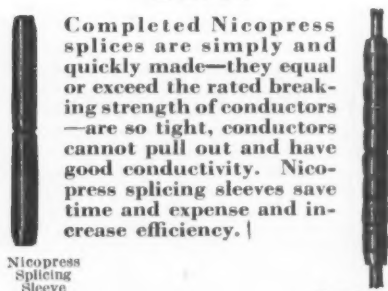 Completed Nicopress
splices are simply and
quickly made—they equal
or exceed the rated break-
ing strength of conductors
—are so tight, conductors
cannot pull out and have
good conductivity. Nico-
press splicing sleeves save
time and expense and in-
crease efficiency.
Nicopress
Splicing
Sleeve